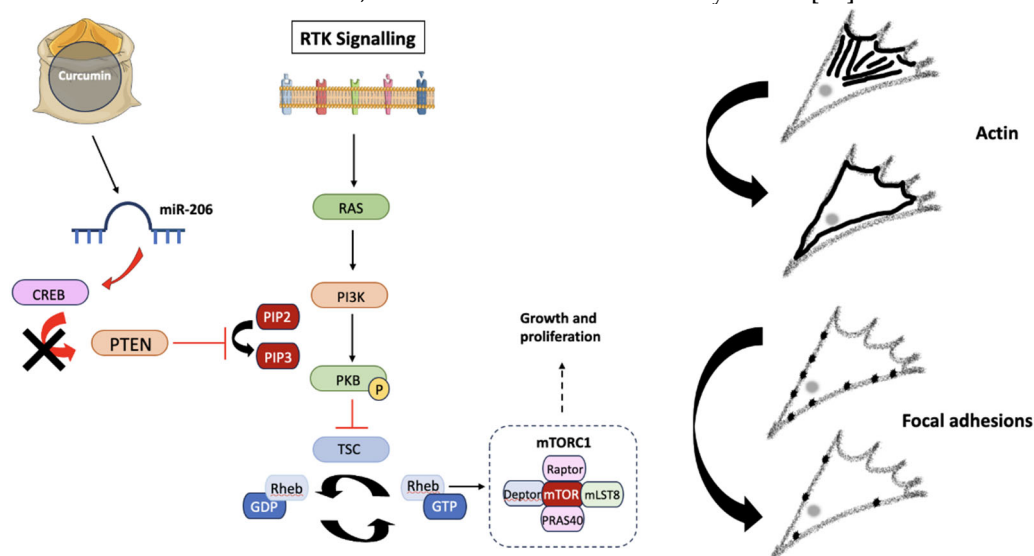 Curcumin
RTK Signalling
miR-206
RAS
CREB
PI3K
PTEN
PIP2
PIP3
PKB
P
TSC
Rheb
GDP
Rheb
GTP
Growth and
proliferation
mTORC1
Raptor
Deptor
mTOR
mLST8
PRAS40
Actin
Focal adhesions